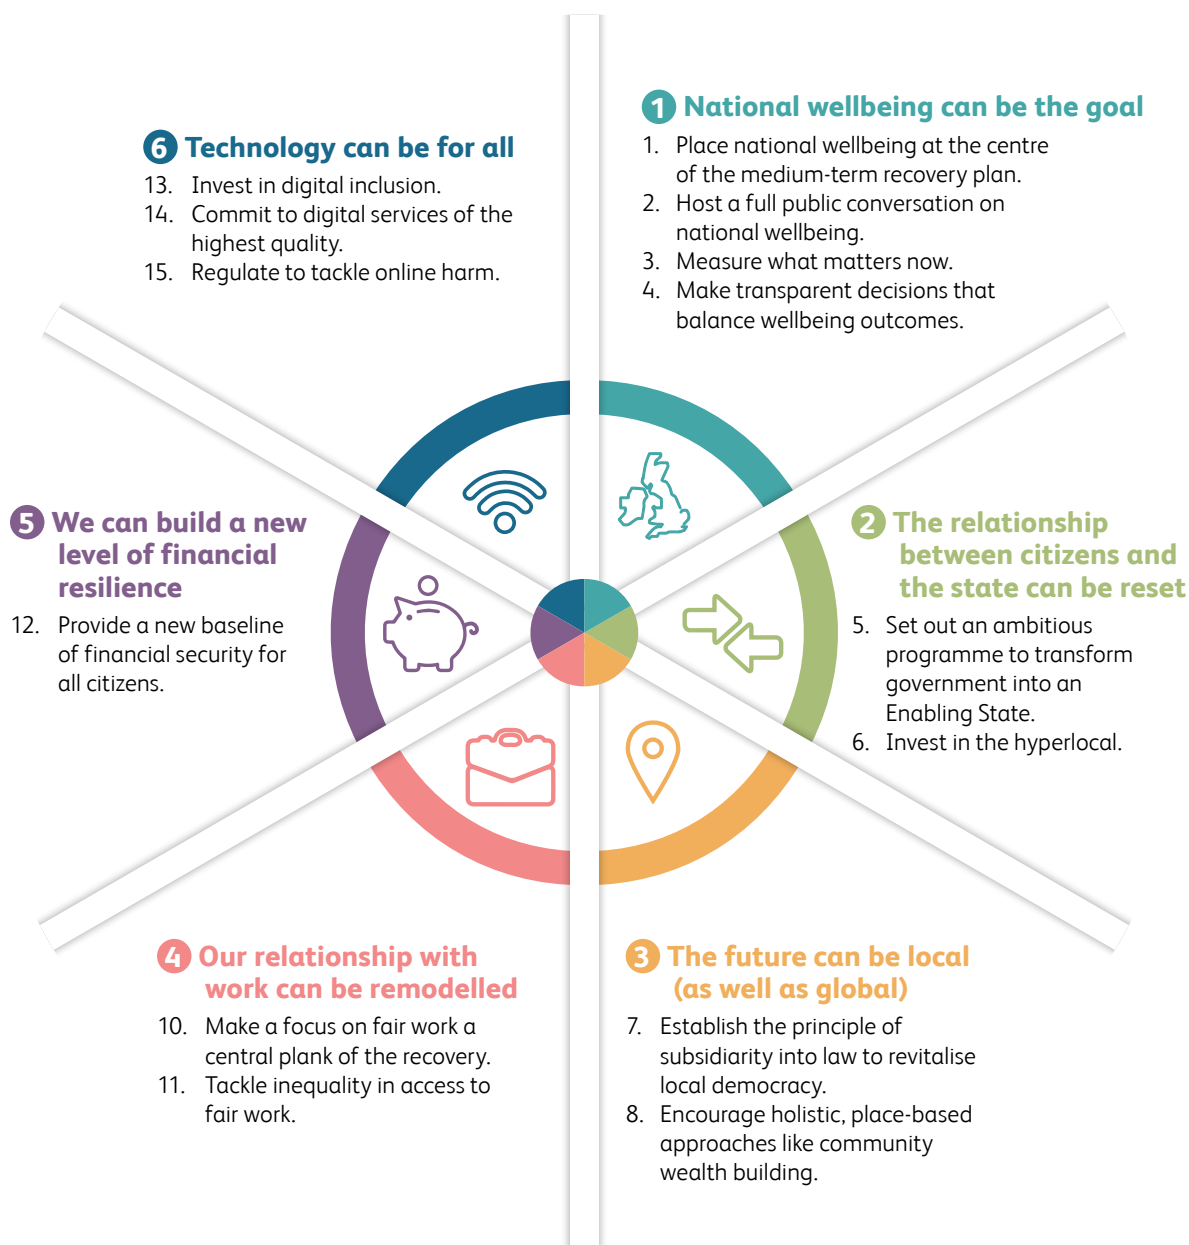 1 National wellbeing can be the goal
1. Place national wellbeing at the centre
of the medium-term recovery plan.
2. Host a full public conversation on
national wellbeing.
3. Measure what matters now.
4. Make transparent decisions that
balance wellbeing outcomes.
2 The relationship
between citizens and
the state can be reset
5. Set out an ambitious
programme to transform
government into an
Enabling State.
6. Invest in the hyperlocal.
3 The future can be local
(as well as global)
7. Establish the principle of
subsidiarity into law to revitalise
local democracy.
8. Encourage holistic, place-based
approaches like community
wealth building.
4 Our relationship with
work can be remodelled
10. Make a focus on fair work a
central plank of the recovery.
11. Tackle inequality in access to
fair work.
5 We can build a new
level of financial
resilience
12. Provide a new baseline
of financial security for
all citizens.
6 Technology can be for all
13. Invest in digital inclusion.
14. Commit to digital services of the
highest quality.
15. Regulate to tackle online harm.